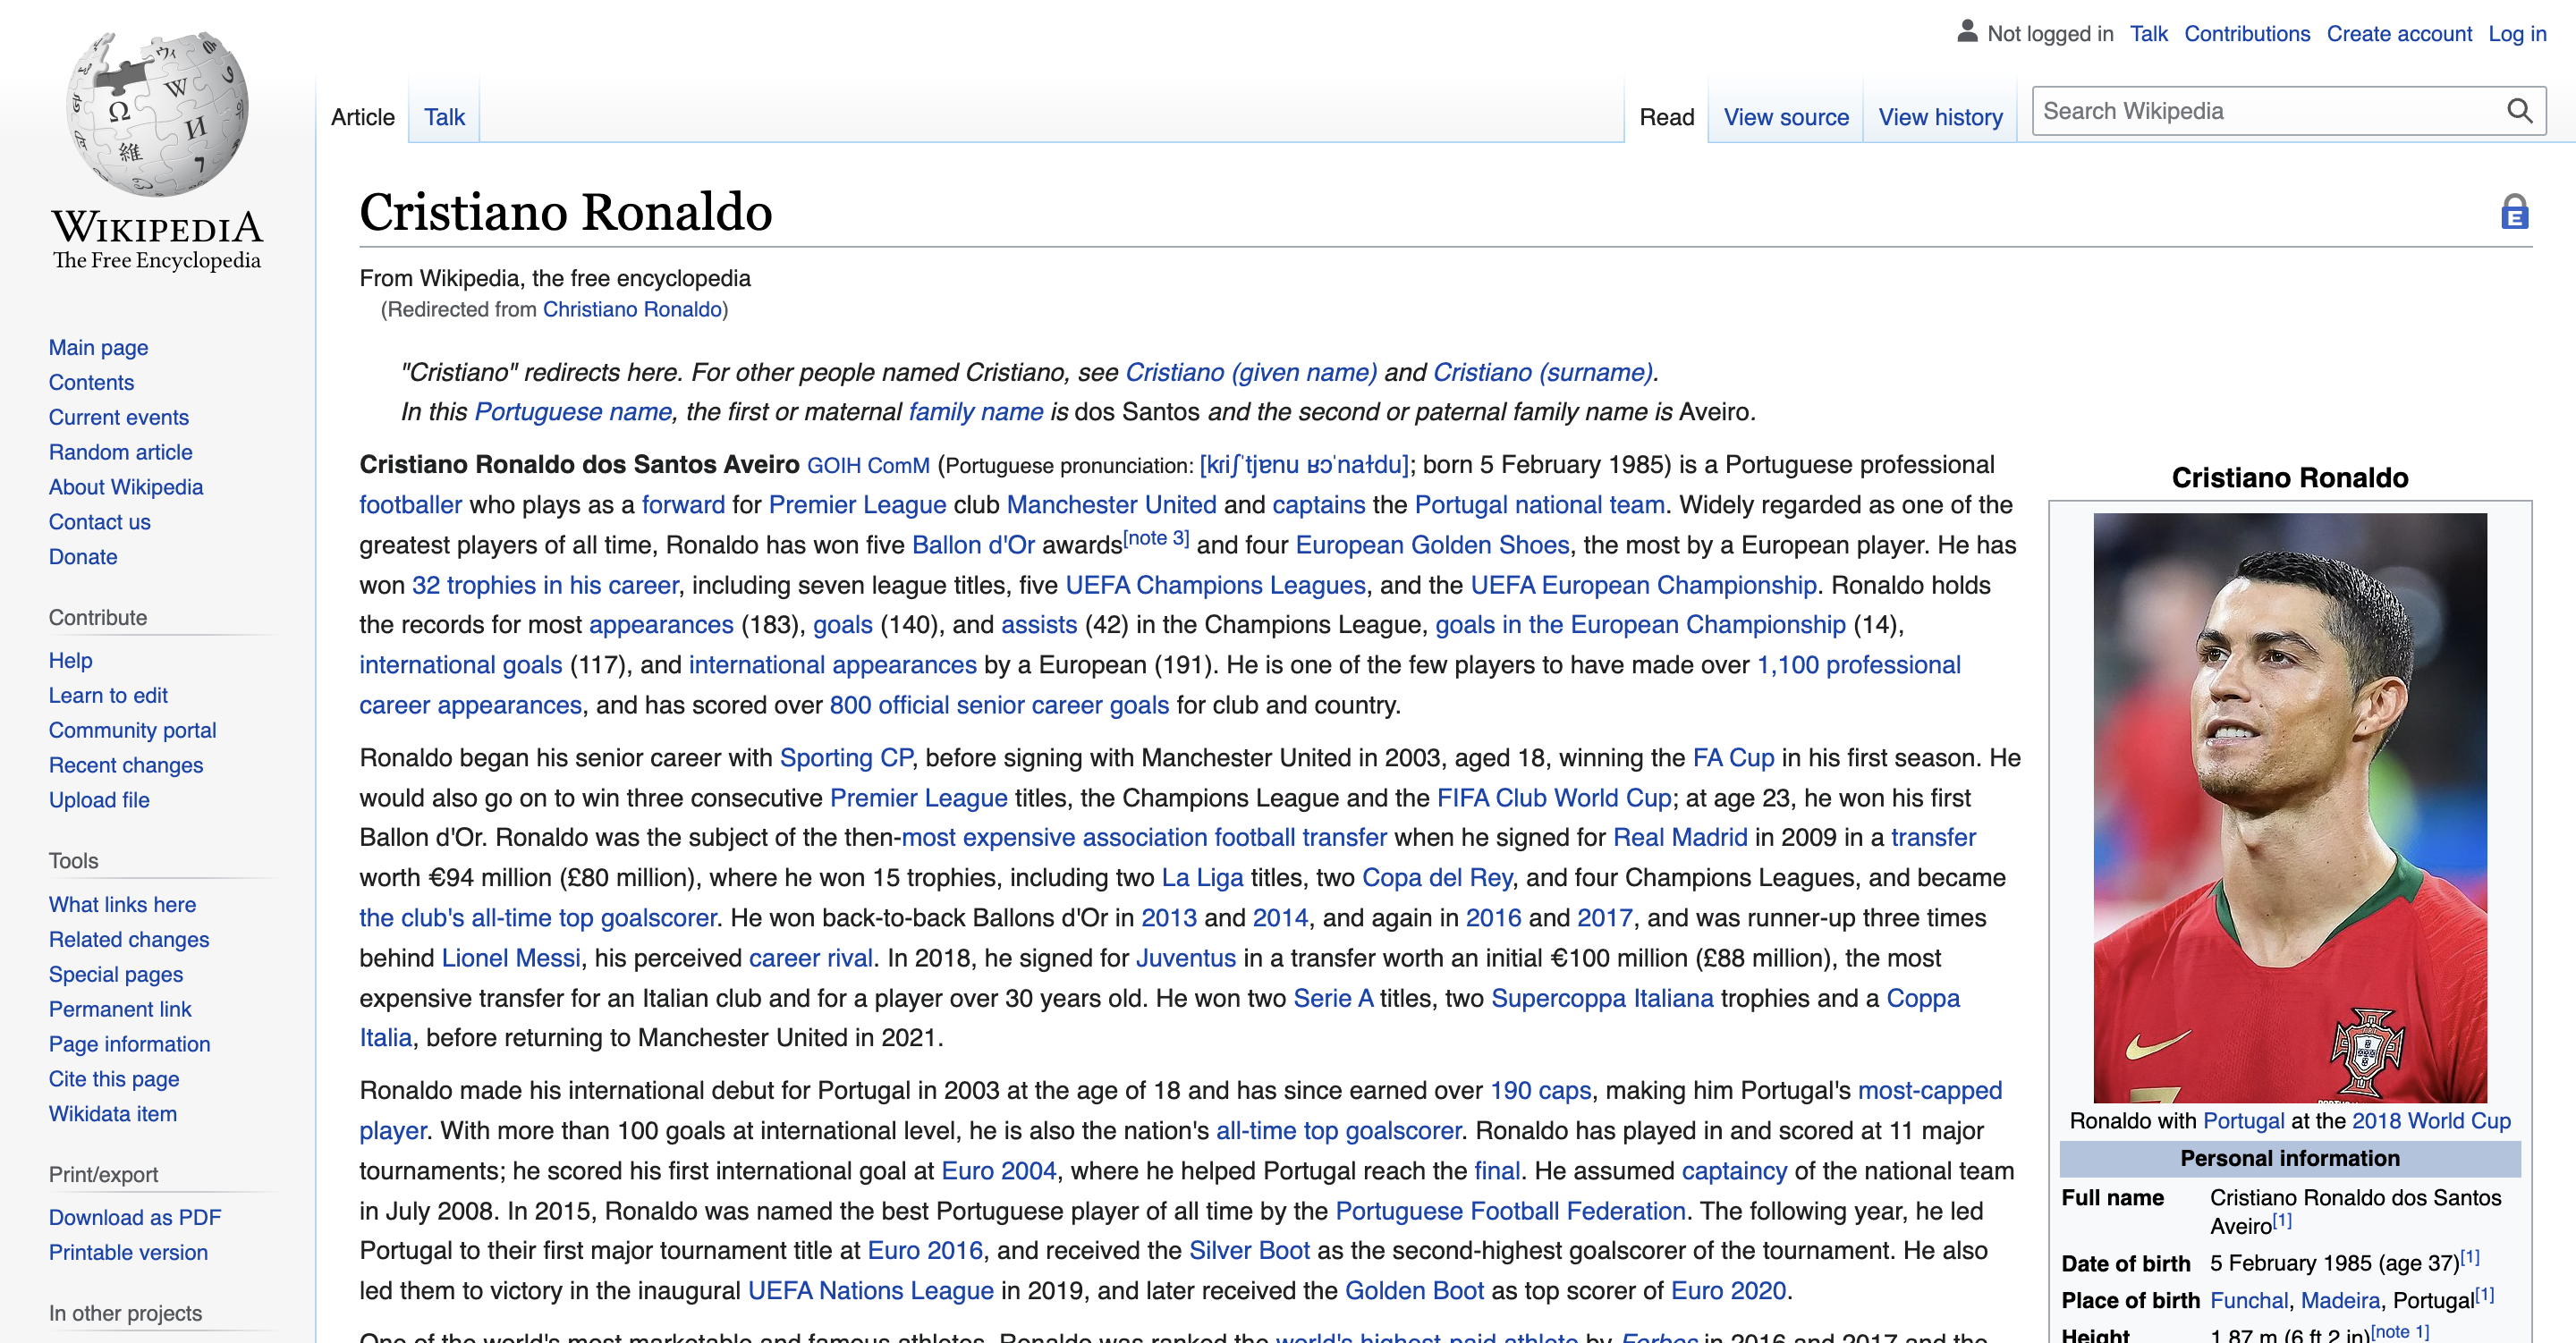 Not logged in Talk Contributions Create account Log in
Article Talk Read View source View history Search Wikipedia
WIKIPEDIA
The Free Encyclopedia
Main page
Contents
Current events
Random article
About Wikipedia
Contact us
Donate
Contribute
Help
Learn to edit
Community portal
Recent changes
Upload file
Tools
What links here
Related changes
Special pages
Permanent link
Page information
Cite this page
Wikidata item
Print/export
Download as PDF
Printable version
In other projects
Cristiano Ronaldo
E
From Wikipedia, the free encyclopedia
(Redirected from Christiano Ronaldo)
"Cristiano" redirects here. For other people named Cristiano, see Cristiano (given name) and Cristiano (surname).
In this Portuguese name, the first or maternal family name is dos Santos and the second or paternal family name is Aveiro.
Cristiano Ronaldo dos Santos Aveiro GOIH ComM (Portuguese pronunciation: [kɾiʃˈtjɐnu ʁɔˈnaɫdu]; born 5 February 1985) is a Portuguese professional
footballer who plays as a forward for Premier League club Manchester United and captains the Portugal national team. Widely regarded as one of the
greatest players of all time, Ronaldo has won five Ballon d'Or awards[note 3] and four European Golden Shoes, the most by a European player. He has
won 32 trophies in his career, including seven league titles, five UEFA Champions Leagues, and the UEFA European Championship. Ronaldo holds
the records for most appearances (183), goals (140), and assists (42) in the Champions League, goals in the European Championship (14),
international goals (117), and international appearances by a European (191). He is one of the few players to have made over 1,100 professional
career appearances, and has scored over 800 official senior career goals for club and country.
Ronaldo began his senior career with Sporting CP, before signing with Manchester United in 2003, aged 18, winning the FA Cup in his first season. He
would also go on to win three consecutive Premier League titles, the Champions League and the FIFA Club World Cup; at age 23, he won his first
Ballon d'Or. Ronaldo was the subject of the then-most expensive association football transfer when he signed for Real Madrid in 2009 in a transfer
worth €94 million (£80 million), where he won 15 trophies, including two La Liga titles, two Copa del Rey, and four Champions Leagues, and became
the club's all-time top goalscorer. He won back-to-back Ballons d'Or in 2013 and 2014, and again in 2016 and 2017, and was runner-up three times
behind Lionel Messi, his perceived career rival. In 2018, he signed for Juventus in a transfer worth an initial €100 million (£88 million), the most
expensive transfer for an Italian club and for a player over 30 years old. He won two Serie A titles, two Supercoppa Italiana trophies and a Coppa
Italia, before returning to Manchester United in 2021.
Ronaldo made his international debut for Portugal in 2003 at the age of 18 and has since earned over 190 caps, making him Portugal's most-capped
player. With more than 100 goals at international level, he is also the nation's all-time top goalscorer. Ronaldo has played in and scored at 11 major
tournaments; he scored his first international goal at Euro 2004, where he helped Portugal reach the final. He assumed captaincy of the national team
in July 2008. In 2015, Ronaldo was named the best Portuguese player of all time by the Portuguese Football Federation. The following year, he led
Portugal to their first major tournament title at Euro 2016, and received the Silver Boot as the second-highest goalscorer of the tournament. He also
led them to victory in the inaugural UEFA Nations League in 2019, and later received the Golden Boot as top scorer of Euro 2020.
One of the world's most marketable and famous athletes, Ronaldo was ranked the world's highest-paid athlete by Forbes in 2016 and 2017 and the
Cristiano Ronaldo
Ronaldo with Portugal at the 2018 World Cup
Personal information
Full name Cristiano Ronaldo dos Santos
Aveiro[1]
Date of birth 5 February 1985 (age 37)[1]
Place of birth Funchal, Madeira, Portugal[1]
Height 1.87 m (6 ft 2 in)[note 1]